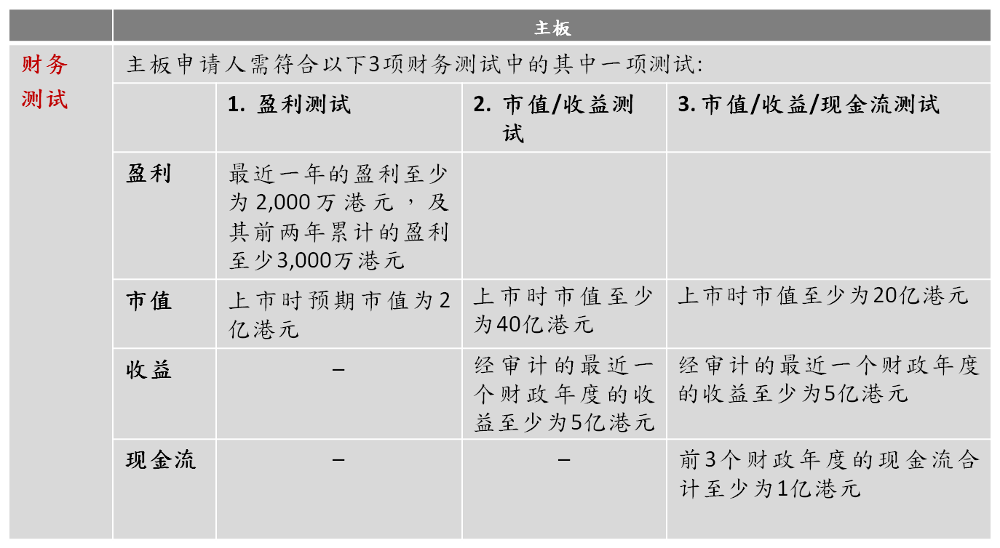 主板
财务
测试
主板申请人需符合以下3项财务测试中的其中一项测试:
1. 盈利测试
2. 市值/收益测
试
3. 市值/收益/现金流测试
盈利
最近一年的盈利至少
为2,000万港元，及
其前两年累计的盈利
至少3,000万港元
市值
上市时预期市值为2
亿港元
上市时市值至少
为40亿港元
上市时市值至少为20亿港元
收益
–
经审计的最近一
个财政年度的收
益至少为5亿港元
经审计的最近一个财政年度
的收益至少为5亿港元
现金流
–
–
前3个财政年度的现金流合
计至少为1亿港元